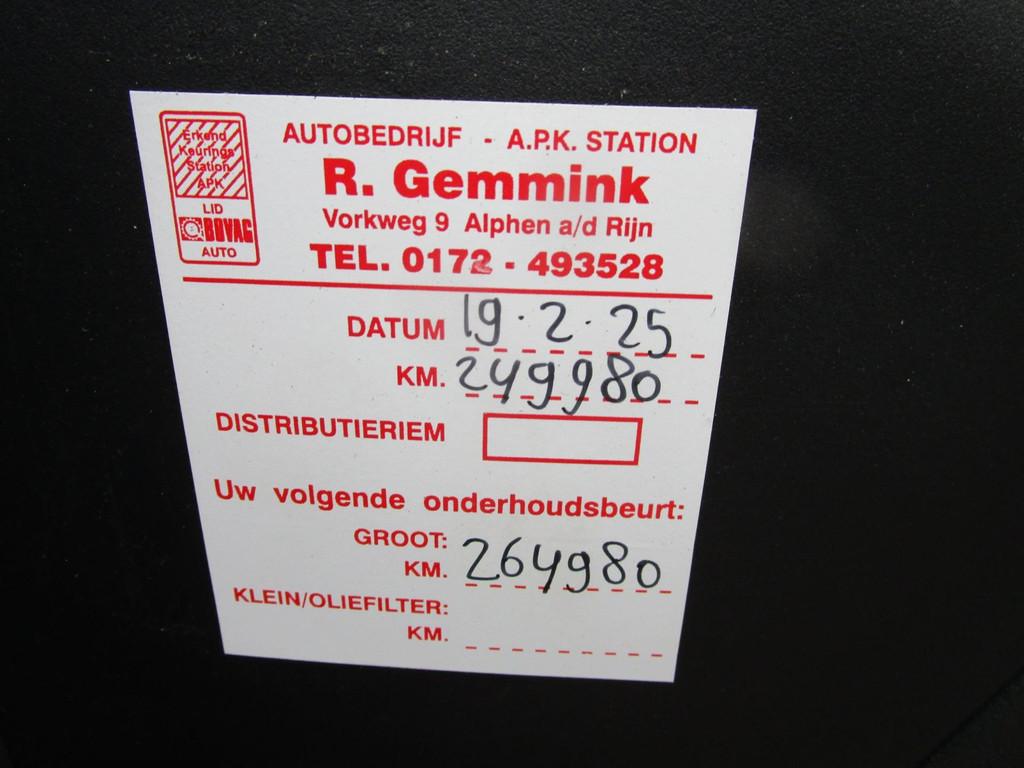 Erkend
Keurings
Station
APK
LID
BOVAG
AUTO
AUTOBEDRIJF - A.P.K. STATION
R. Gemmink
Vorkweg 9 Alphen a/d Rijn
TEL. 0172 - 493528
DATUM 19·2·25
KM. 249980
DISTRIBUTIERIEM
Uw volgende onderhoudsbeurt:
GROOT:
KM. 264980
KLEIN/OLIEFILTER:
KM.